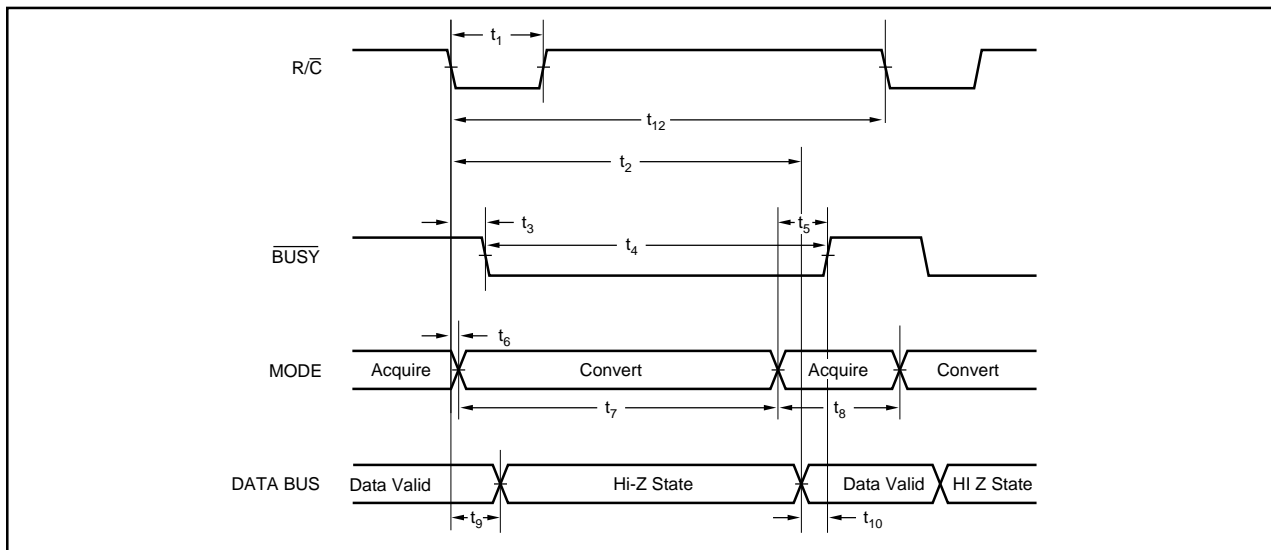 t1
R/C̅
t12
t2
t3
t5
B̅U̅S̅Y̅
t4
t6
MODE
Acquire
Convert
Acquire
Convert
t7
t8
DATA BUS
Data Valid
Hi-Z State
Data Valid
HI Z State
t9
t10